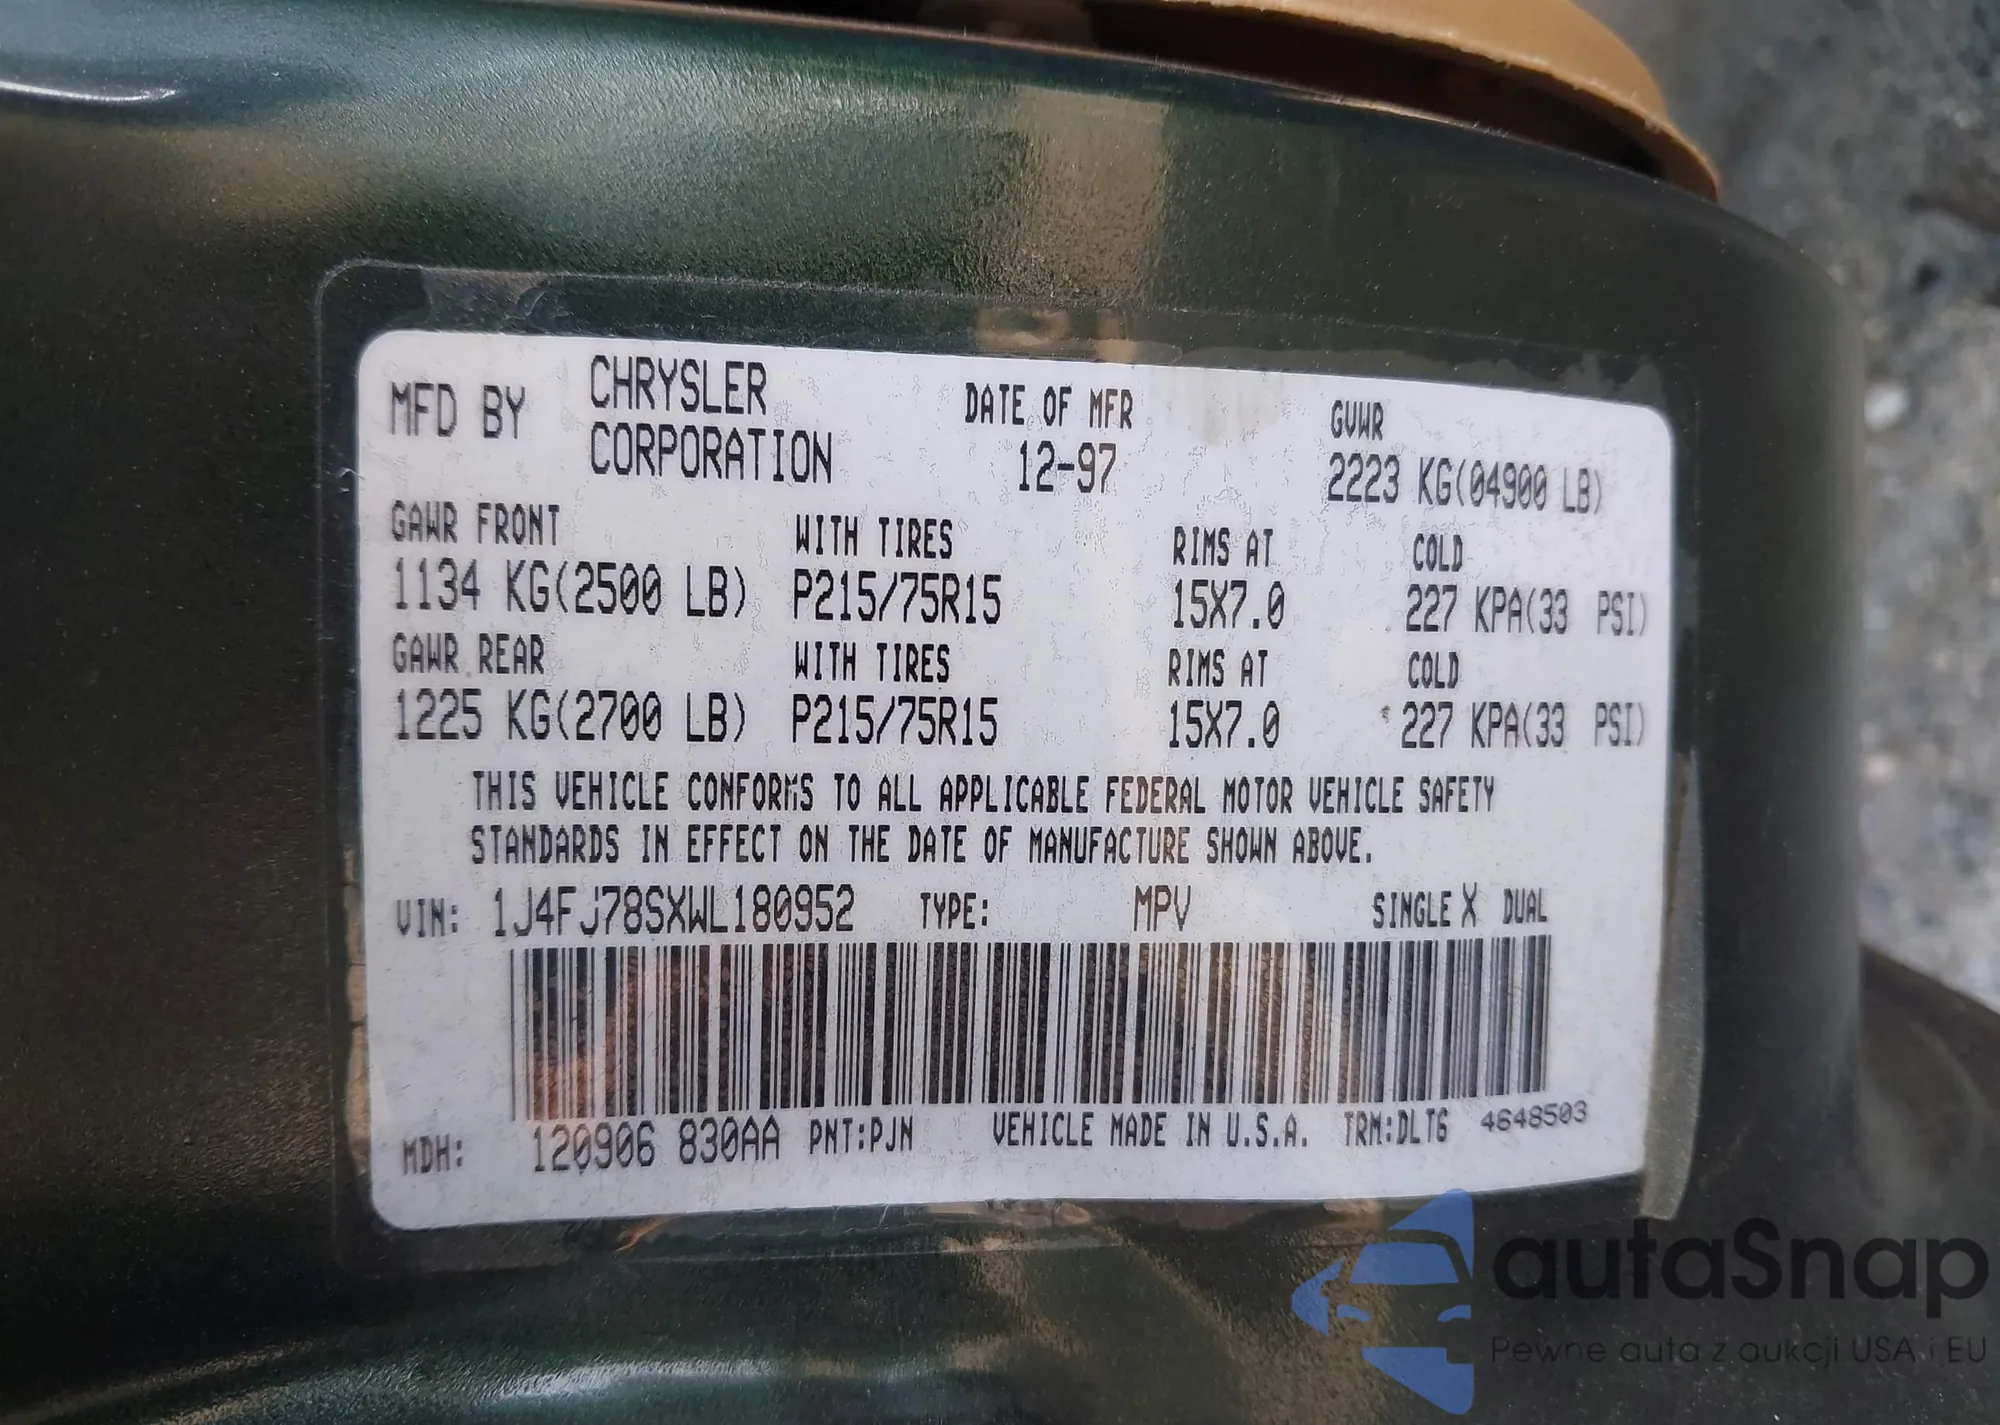 MFD BY CHRYSLER CORPORATION DATE OF MFR 12-97 GVWR 2223 KG(04900 LB)
GAWR FRONT WITH TIRES RIMS AT COLD
1134 KG(2500 LB) P215/75R15 15X7.0 227 KPA(33 PSI)
GAWR REAR WITH TIRES RIMS AT COLD
1225 KG(2700 LB) P215/75R15 15X7.0 227 KPA(33 PSI)
THIS VEHICLE CONFORMS TO ALL APPLICABLE FEDERAL MOTOR VEHICLE SAFETY
STANDARDS IN EFFECT ON THE DATE OF MANUFACTURE SHOWN ABOVE.
VIN: 1J4FJ78SXWL180952 TYPE: MPV SINGLE X DUAL
MDH: 120906 830AA PNT:PJN VEHICLE MADE IN U.S.A. TRM:DLT6 4648503
autaSnap
Pewne auta z aukcji USA i EU